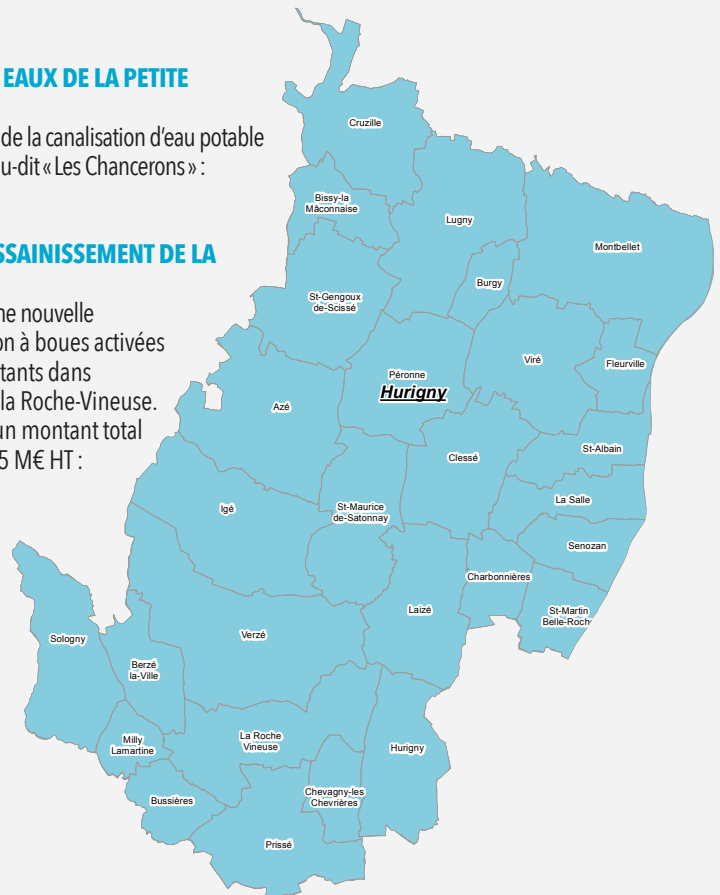 EAUX DE LA PETITE
de la canalisation d'eau potable
u-dit « Les Chancerons » :
SSAINISSEMENT DE LA
ne nouvelle
on à boues activées
tants dans
la Roche-Vineuse.
un montant total
5 M€ HT :
Cruzille
Bissy-la
Mâconnaise
Lugny
Montbellet
Burgy
St-Gengoux
de-Scissé
Viré
Fleurville
Péronne
Hurigny
Azé
St-Albain
Clessé
La Salle
Igé
St-Maurice
de-Satonnay
Senozan
Charbonnières
Laizé
St-Martin
Belle-Roch
Sologny
Verzé
Berzé
la-Ville
Milly
Lamartine
La Roche
Vineuse
Hurigny
Bussières
Chevagny-les
Chevrières
Prissé